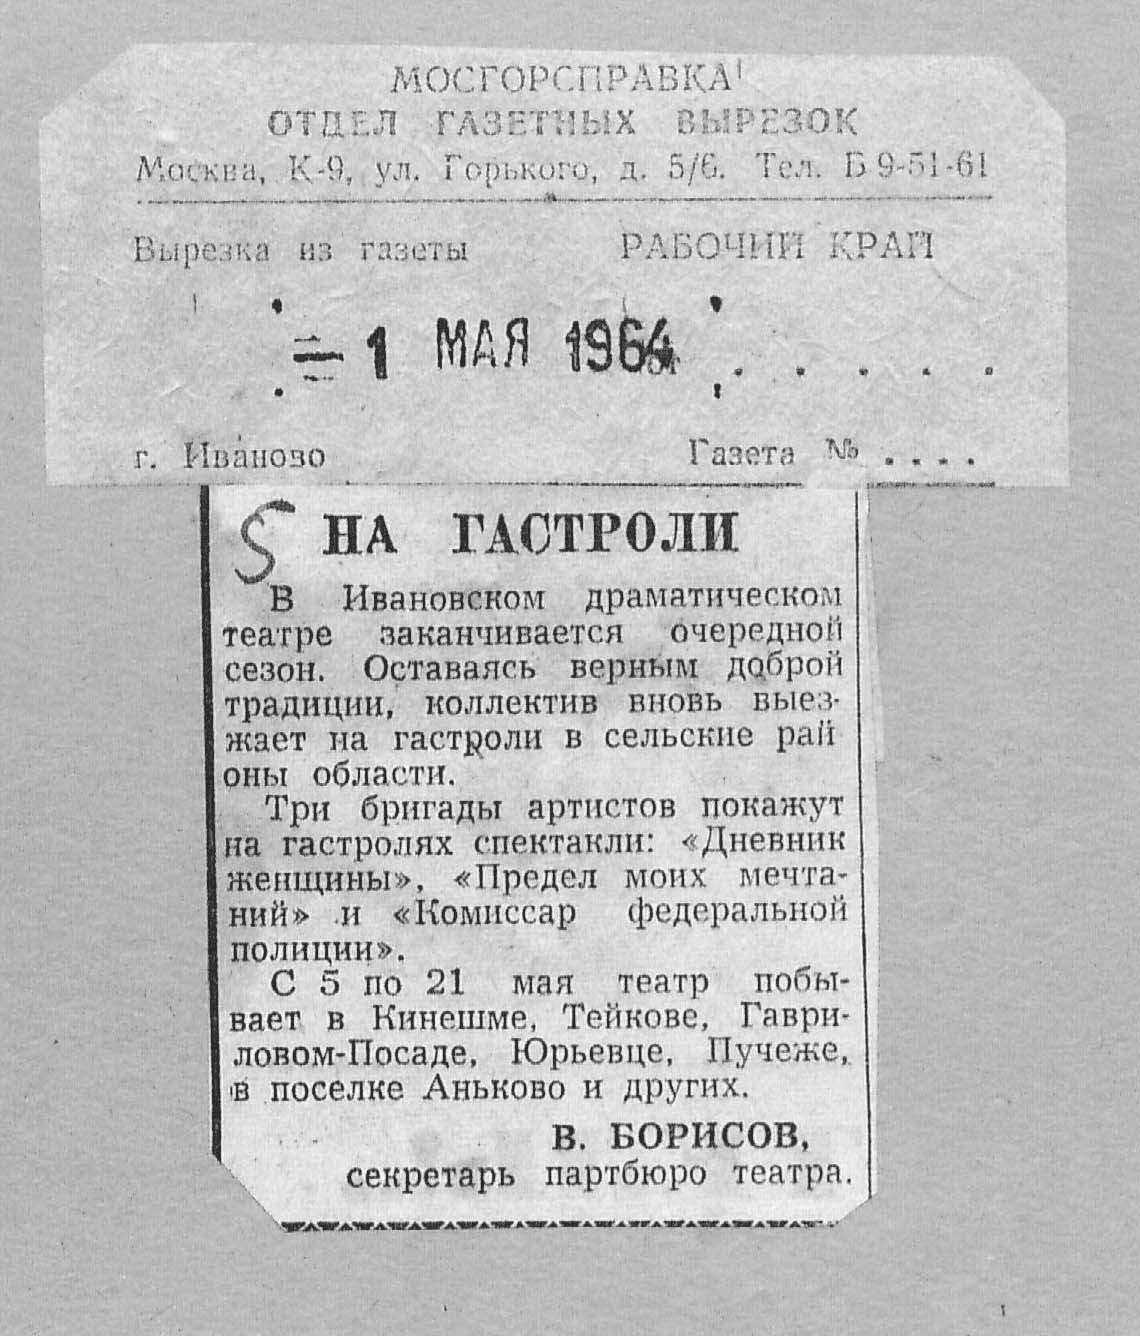 МОСГОРСПРАВКА
ОТДЕЛ ГАЗЕТНЫХ ВЫРЕЗОК
Москва, К-9, ул. Горького, д. 5/6. Тел. Б 9-51-61
Вырезка из газеты РАБОЧИЙ КРАЙ
- 1 МАЯ 1964 . . . . .
г. Иваново Газета № . . . .
5 НА ГАСТРОЛИ
В Ивановском драматическом
театре заканчивается очередной
сезон. Оставаясь верным доброй
традиции, коллектив вновь выез-
жает на гастроли в сельские рай
оны области.
Три бригады артистов покажут
на гастролях спектакли: «Дневник
женщины», «Предел моих мечта-
ний» и «Комиссар федеральной
полиции».
С 5 по 21 мая театр побы-
вает в Кинешме, Тейкове, Гаври-
ловом-Посаде, Юрьевце, Пучеже,
в поселке Аньково и других.
В. БОРИСОВ,
секретарь партбюро театра.